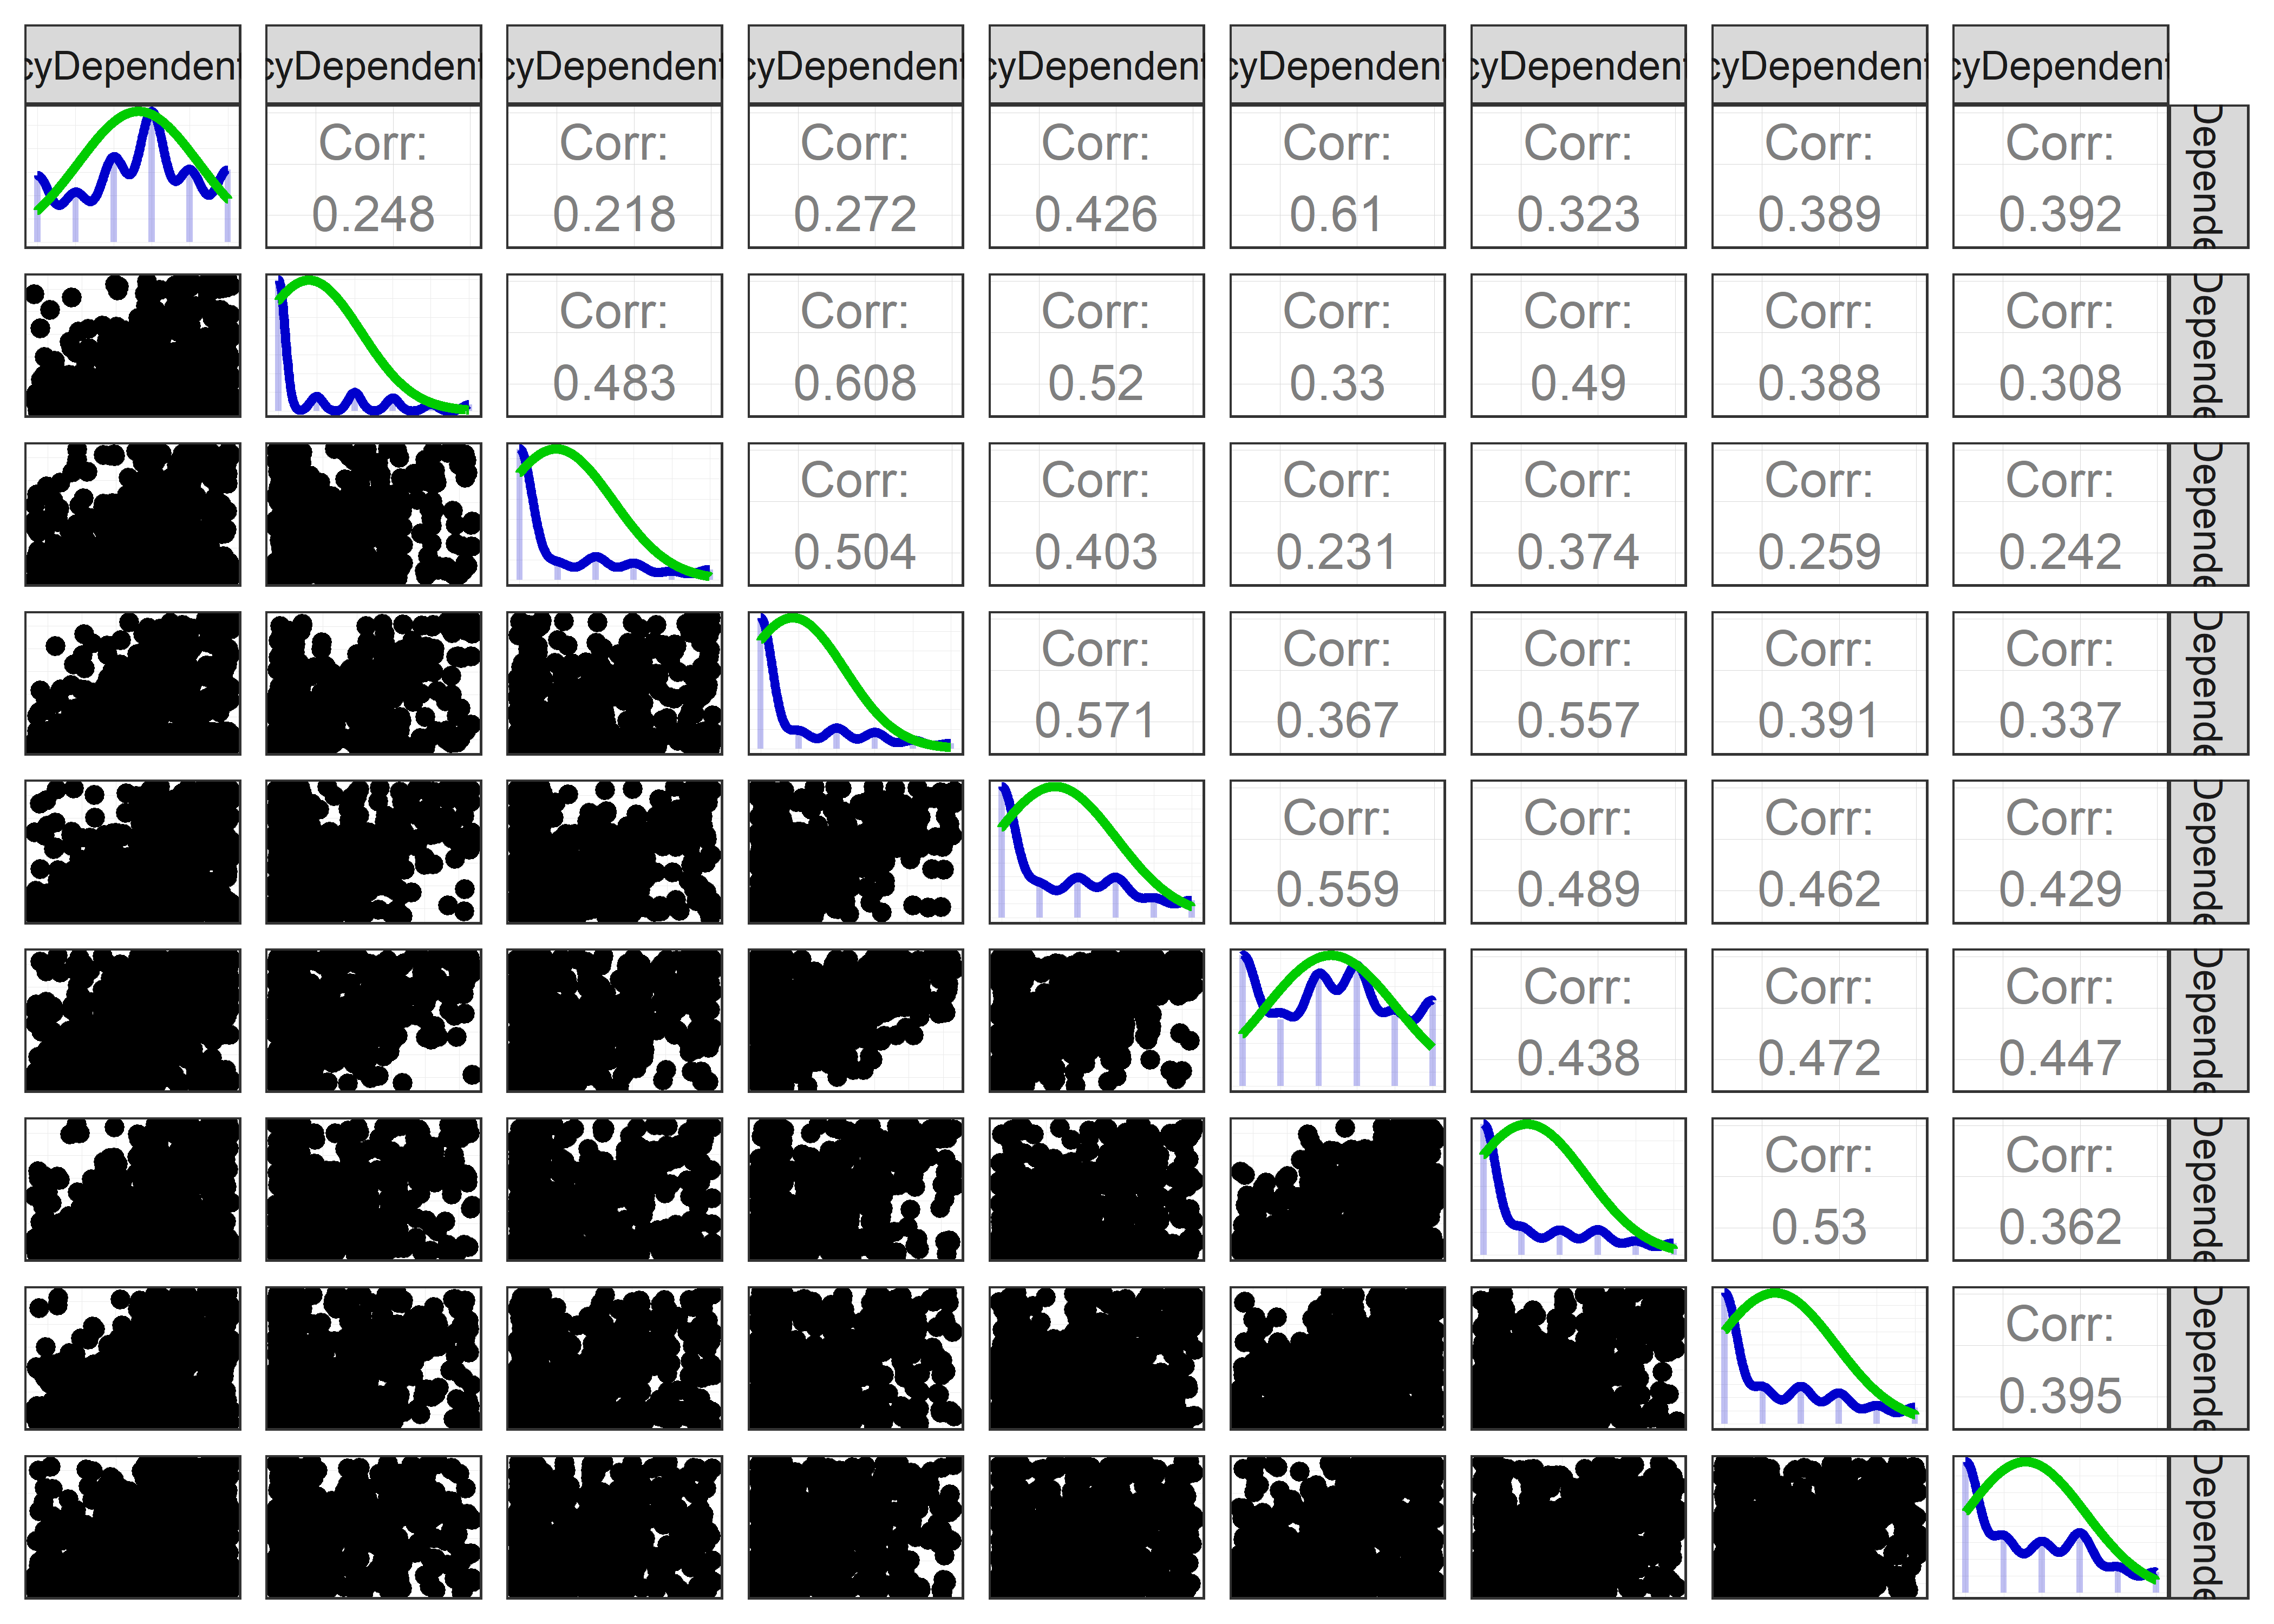 cyDependent cyDependent cyDependent cyDependent cyDependent cyDependent cyDependent cyDependent cyDependent
Corr: Corr: Corr: Corr: Corr: Corr: Corr: Corr: Depende
0.248 0.218 0.272 0.426 0.61 0.323 0.389 0.392
Corr: Corr: Corr: Corr: Corr: Corr: Corr: Depende
0.483 0.608 0.52 0.33 0.49 0.388 0.308
Corr: Corr: Corr: Corr: Corr: Corr: Depende
0.504 0.403 0.231 0.374 0.259 0.242
Corr: Corr: Corr: Corr: Corr: Depende
0.571 0.367 0.557 0.391 0.337
Corr: Corr: Corr: Corr: Depende
0.559 0.489 0.462 0.429
Corr: Corr: Corr: Depende
0.438 0.472 0.447
Corr: Corr: Depende
0.53 0.362
Corr: Depende
0.395
Depende